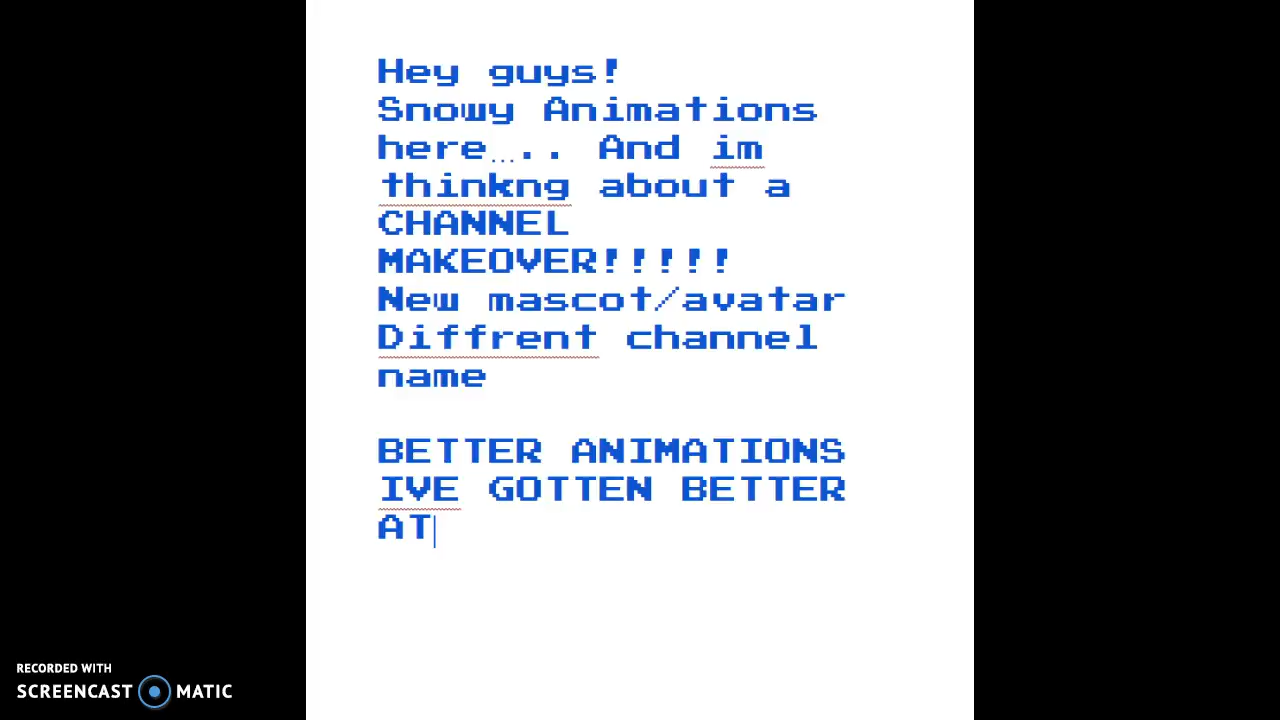 Hey guys!
Snowy Animations
here….. And im
thinkng about a
CHANNEL
MAKEOVER!!!!!
New mascot/avatar
Diffrent channel
name
BETTER ANIMATIONS
IVE GOTTEN BETTER
AT
RECORDED WITH
SCREENCAST MATIC